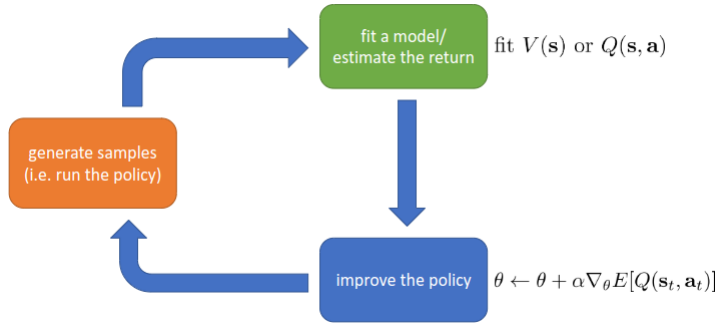 fit a model/
estimate the return
fit V(s) or Q(s, a)
generate samples
(i.e. run the policy)
improve the policy
θ ← θ + α∇θE[Q(st, at)]